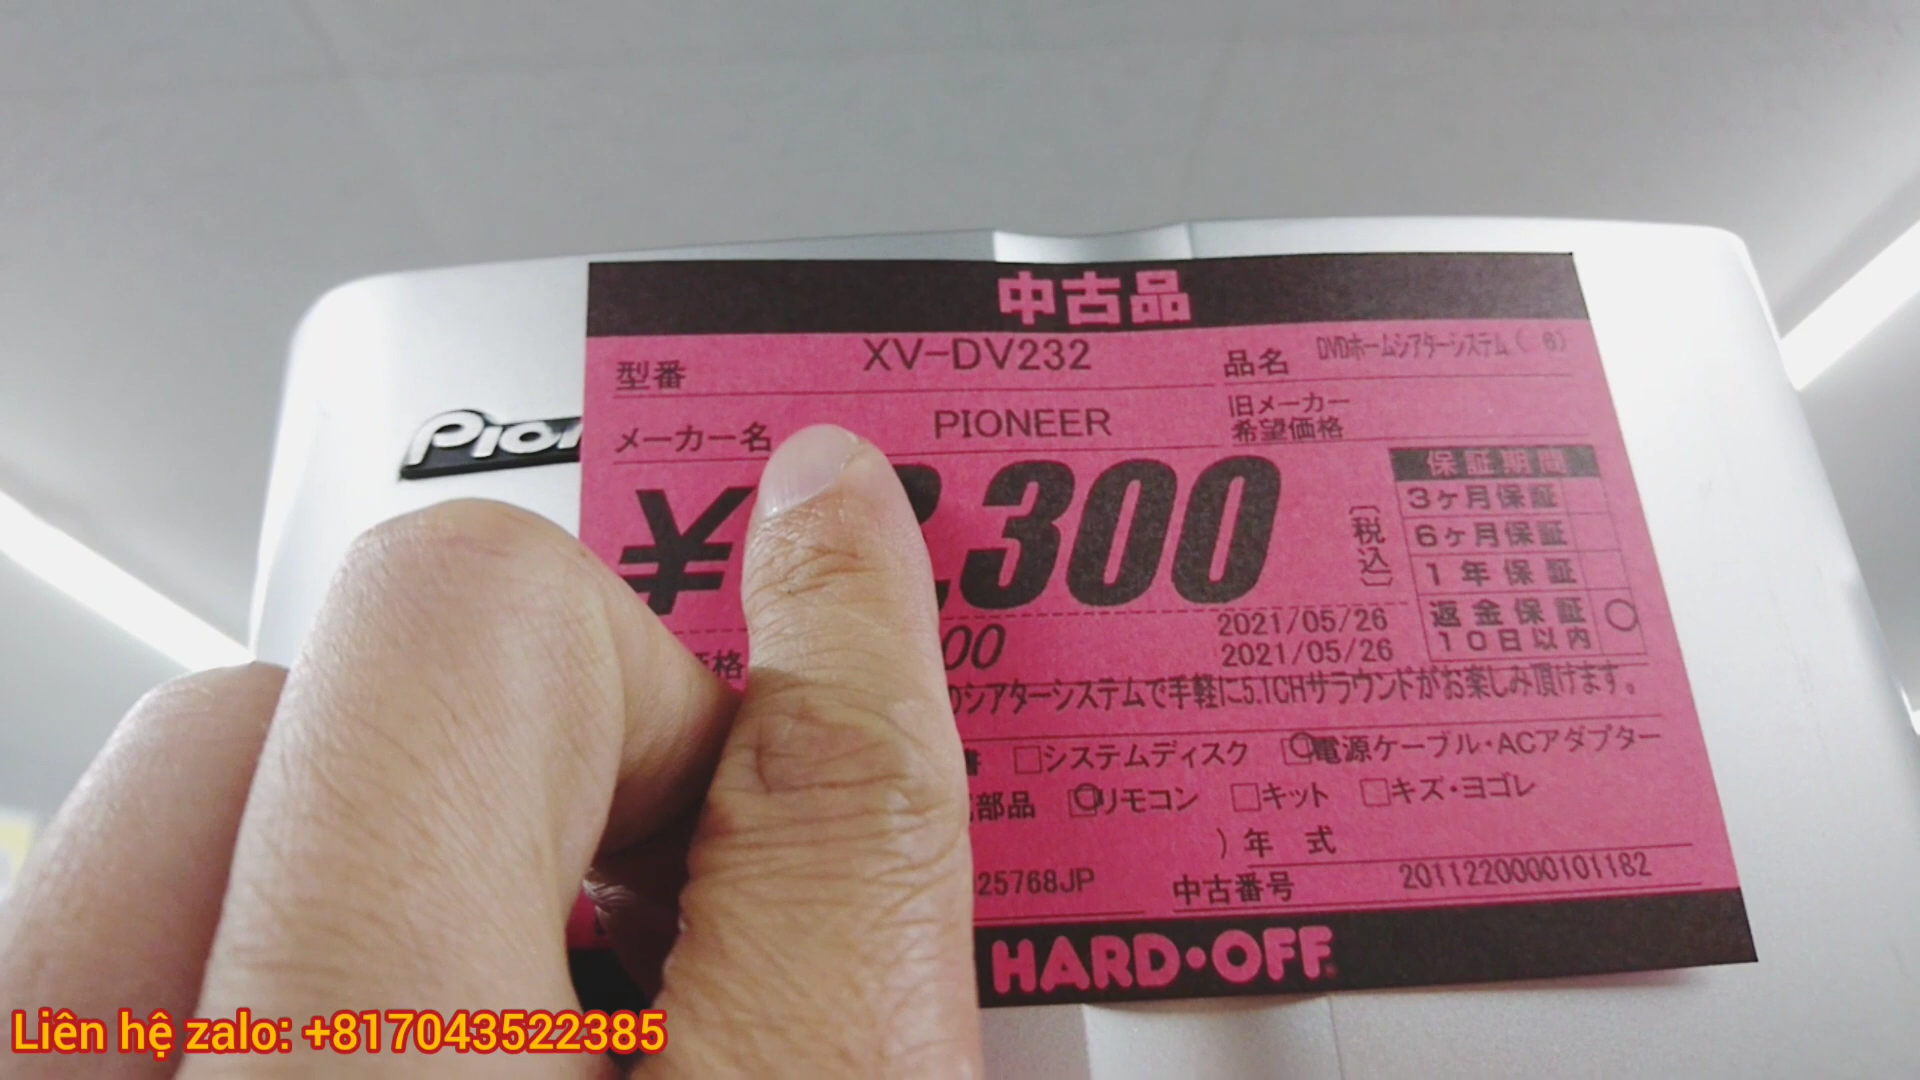 中古品
型番 XV-DV232 品名 DVDホームシアターシステム( 6)
Pion
メーカー名 PIONEER 旧メーカー
希望価格
¥ ,300 〔税込〕
保証期間
3ヶ月保証
6ヶ月保証
1年保証
返金保証
10日以内 ○
価格 00 2021/05/26
2021/05/26
のシアターシステムで手軽に5.1CHサラウンドがお楽しみ頂けます。
書 □システムディスク □電源ケーブル・ACアダプター
部品 □リモコン □キット □キズ・ヨゴレ
) 年 式
25768JP 中古番号 2011220000101182
HARD・OFF
Liên hệ zalo: +817043522385